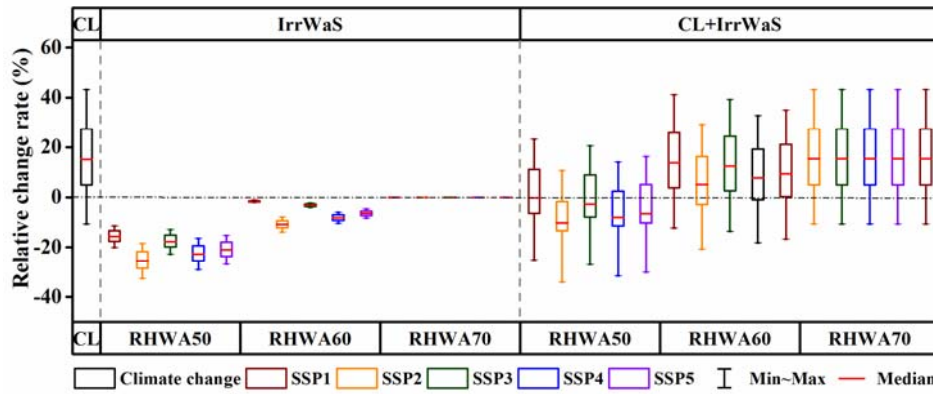 CL IrrWaS CL+IrrWaS
Relative change rate (%)
60
40
20
0
-20
-40
CL RHWA50 RHWA60 RHWA70 RHWA50 RHWA60 RHWA70
Climate change SSP1 SSP2 SSP3 SSP4 SSP5 Min~Max Median